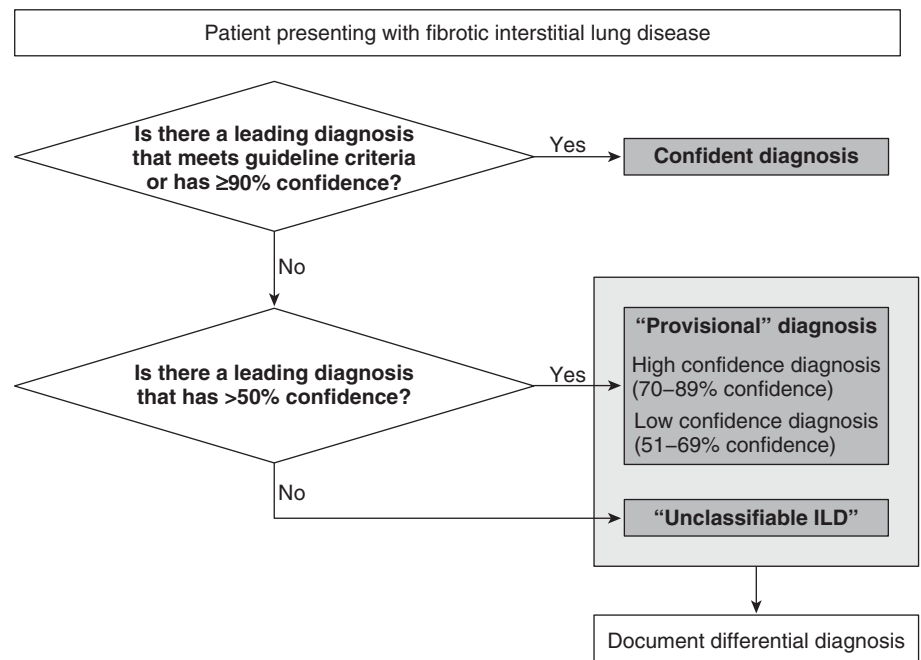 Patient presenting with fibrotic interstitial lung disease
Is there a leading diagnosis
that meets guideline criteria
or has ≥90% confidence?
Yes
Confident diagnosis
No
Is there a leading diagnosis
that has >50% confidence?
Yes
“Provisional” diagnosis
High confidence diagnosis
(70–89% confidence)
Low confidence diagnosis
(51–69% confidence)
No
“Unclassifiable ILD”
Document differential diagnosis